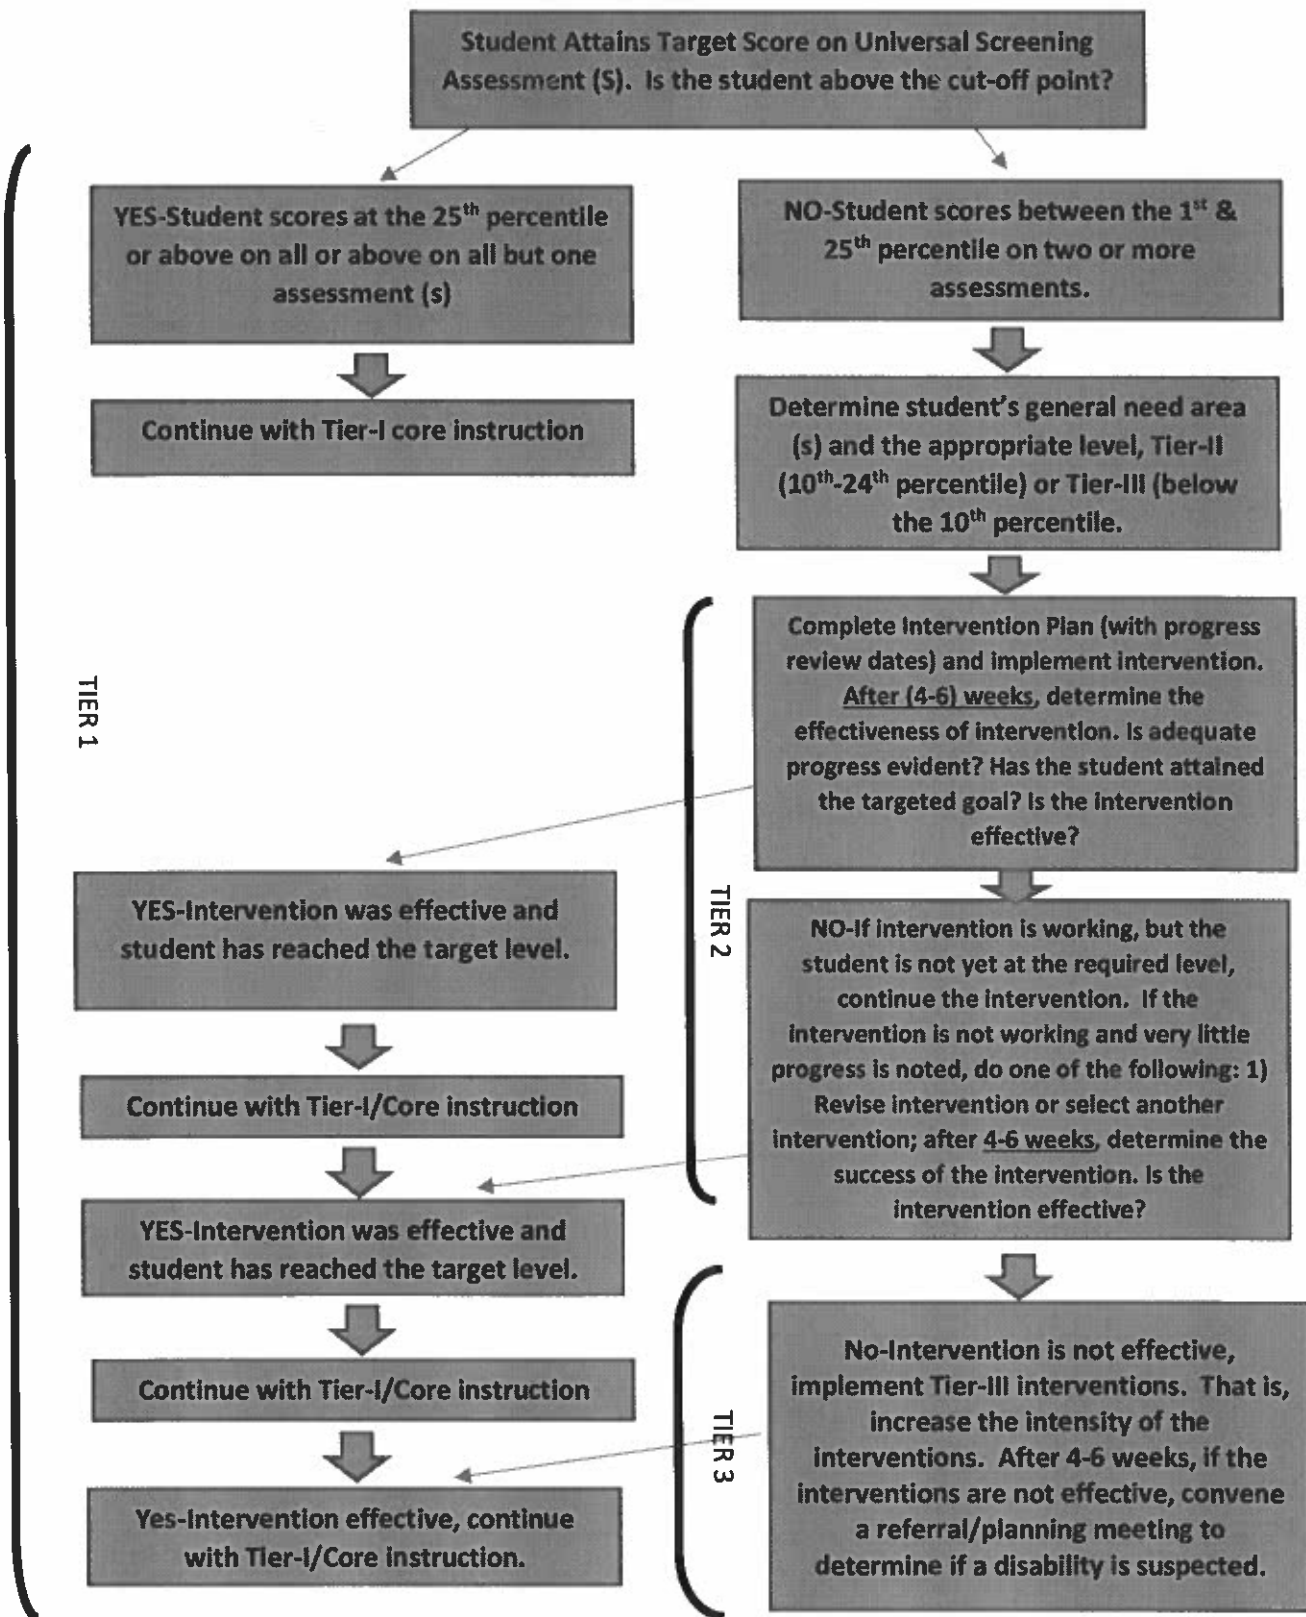 Student Attains Target Score on Universal Screening
Assessment (S).  Is the student above the cut-off point?
YES-Student scores at the 25th percentile
or above on all or above on all but one
assessment (s)
Continue with Tier-I core instruction
NO-Student scores between the 1st &
25th percentile on two or more
assessments.
Determine student's general need area
(s) and the appropriate level, Tier-II
(10th-24th percentile) or Tier-III (below
the 10th percentile.
TIER 1
Complete Intervention Plan (with progress
review dates) and implement intervention.
After (4-6) weeks, determine the
effectiveness of intervention. Is adequate
progress evident? Has the student attained
the targeted goal? Is the intervention
effective?
TIER 2
YES-Intervention was effective and
student has reached the target level.
Continue with Tier-I/Core instruction
NO-If intervention is working, but the
student is not yet at the required level,
continue the intervention.  If the
intervention is not working and very little
progress is noted, do one of the following: 1)
Revise intervention or select another
intervention; after 4-6 weeks, determine the
success of the intervention. Is the
intervention effective?
YES-Intervention was effective and
student has reached the target level.
Continue with Tier-I/Core instruction
TIER 3
No-Intervention is not effective,
implement Tier-III interventions.  That is,
increase the intensity of the
interventions.  After 4-6 weeks, if the
interventions are not effective, convene
a referral/planning meeting to
determine if a disability is suspected.
Yes-Intervention effective, continue
with Tier-I/Core instruction.